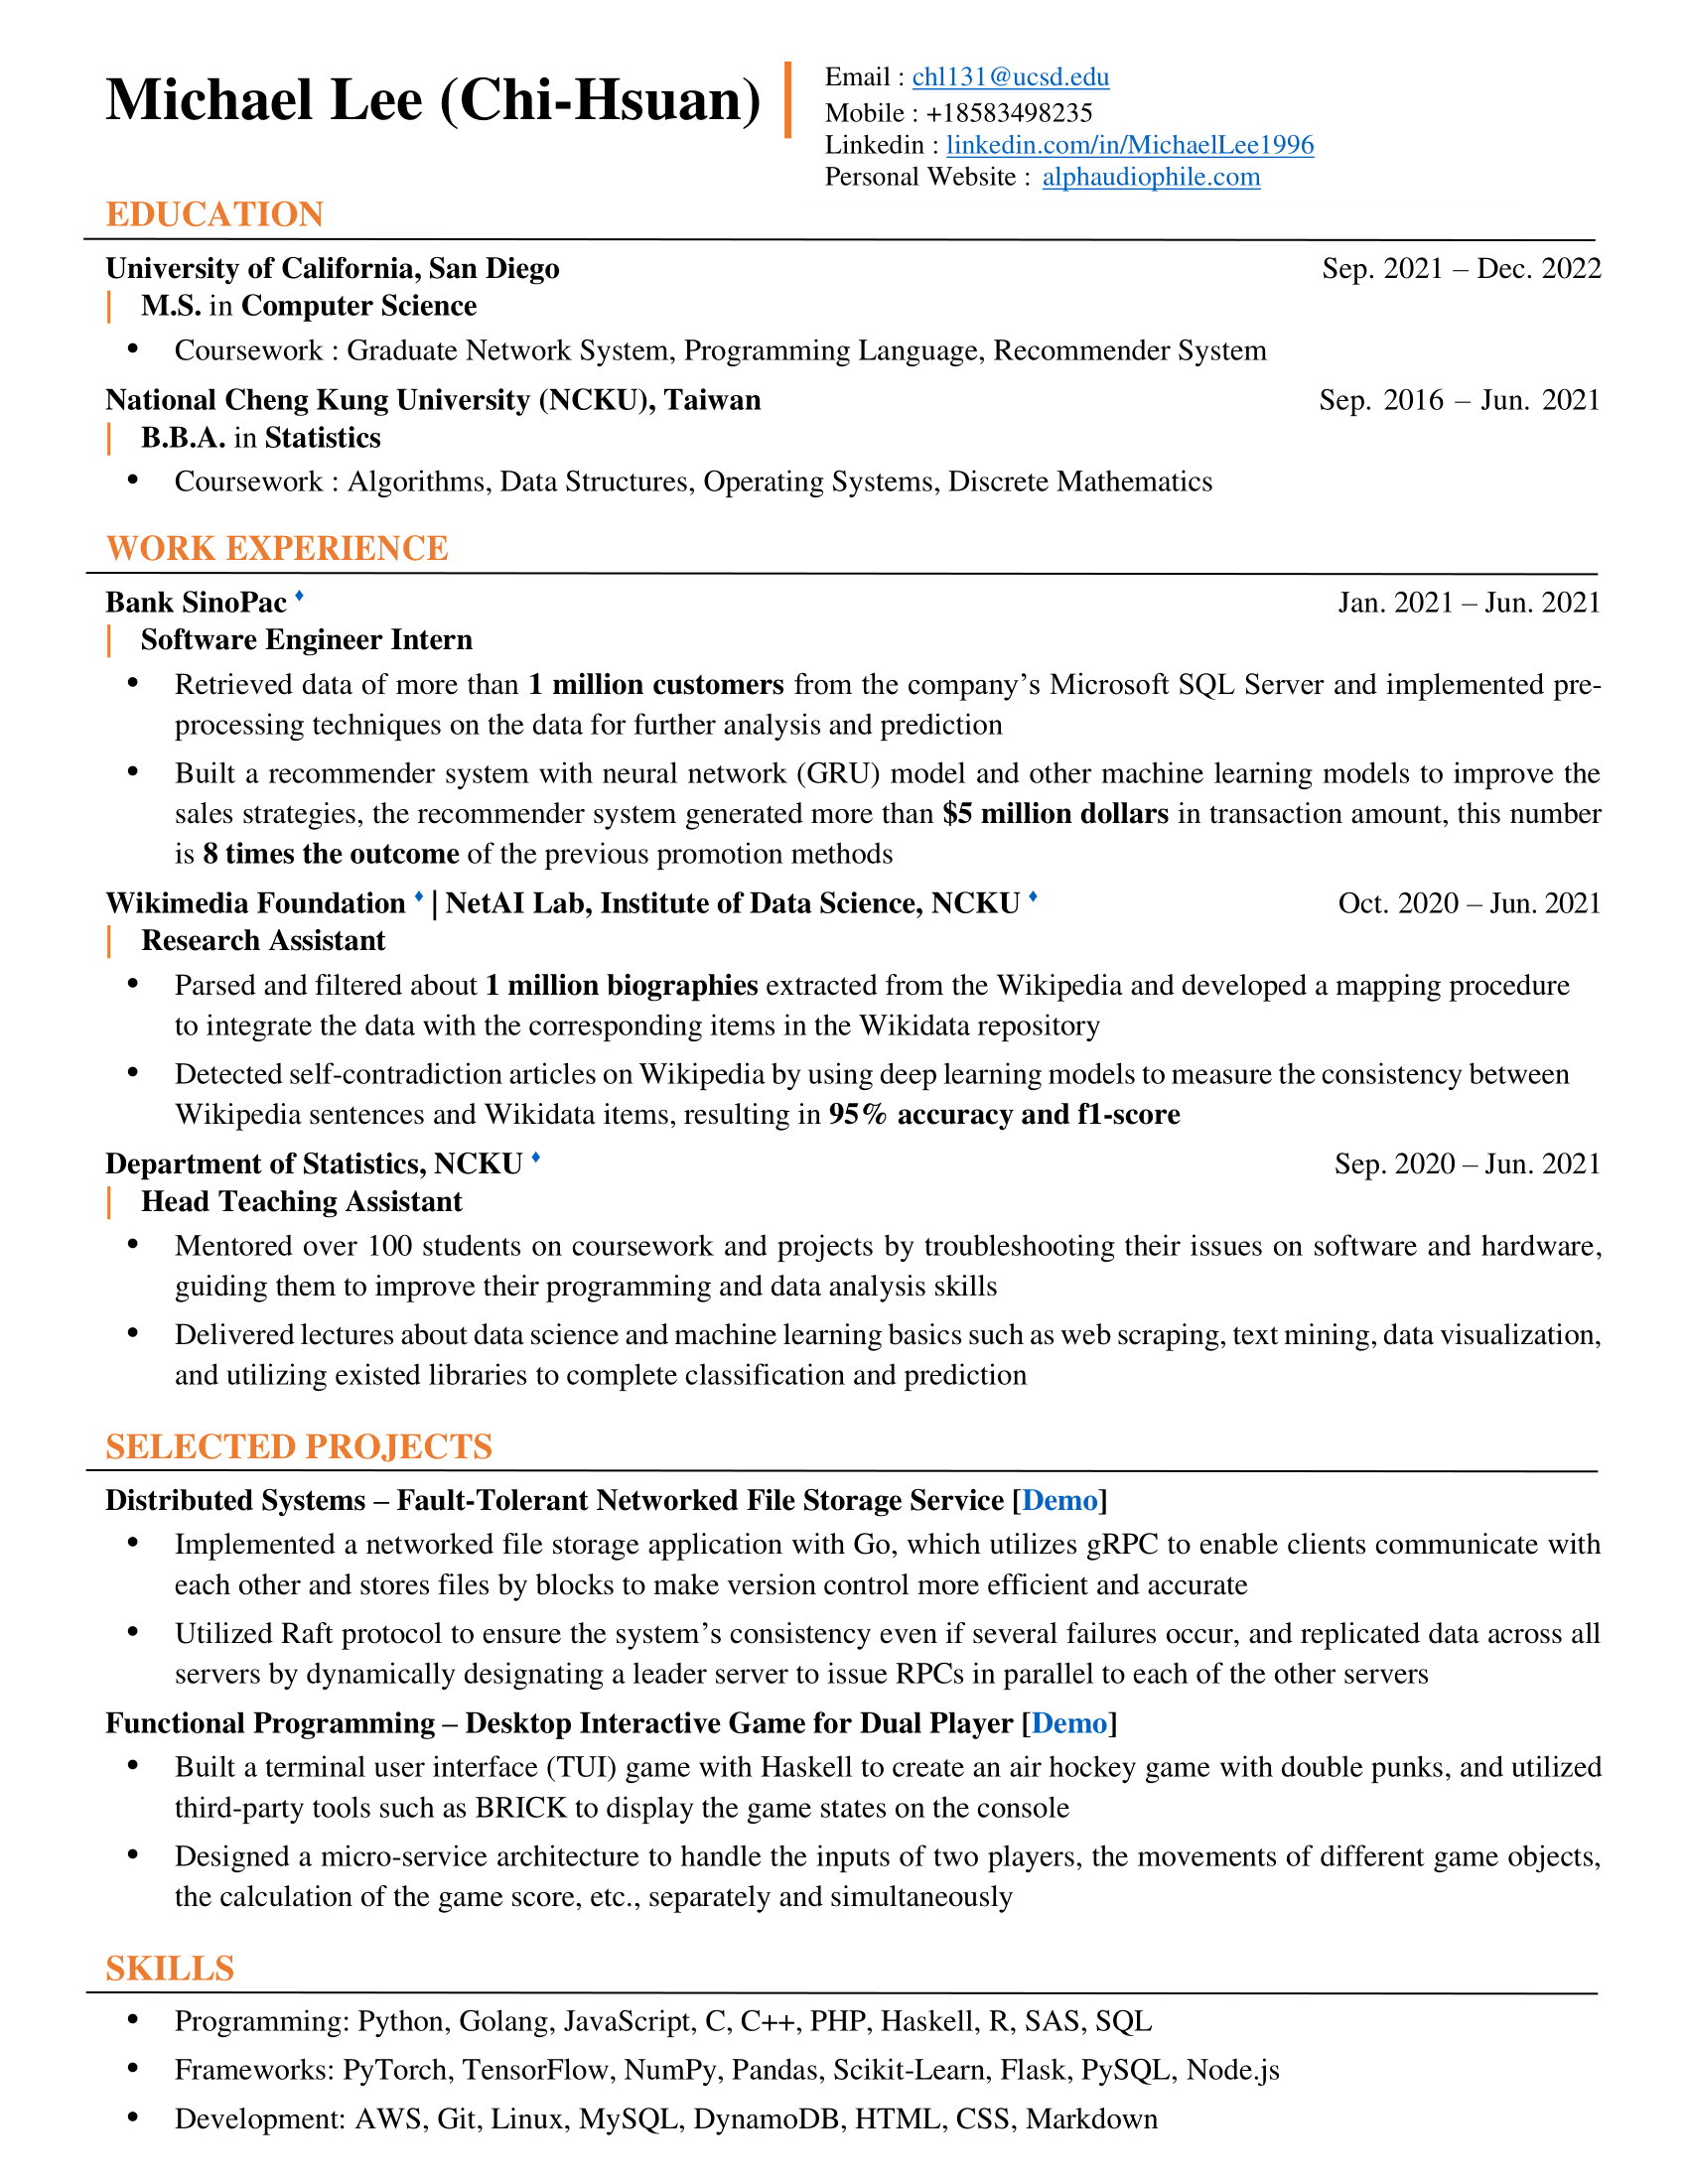 Michael Lee (Chi-Hsuan)
Email : chl131@ucsd.edu
Mobile : +18583498235
Linkedin : linkedin.com/in/MichaelLee1996
Personal Website : alphaudiophile.com
EDUCATION
University of California, San Diego Sep. 2021 – Dec. 2022
M.S. in Computer Science
• Coursework : Graduate Network System, Programming Language, Recommender System
National Cheng Kung University (NCKU), Taiwan Sep. 2016 – Jun. 2021
B.B.A. in Statistics
• Coursework : Algorithms, Data Structures, Operating Systems, Discrete Mathematics
WORK EXPERIENCE
Bank SinoPac ♦ Jan. 2021 – Jun. 2021
Software Engineer Intern
• Retrieved data of more than 1 million customers from the company’s Microsoft SQL Server and implemented pre-
processing techniques on the data for further analysis and prediction
• Built a recommender system with neural network (GRU) model and other machine learning models to improve the
sales strategies, the recommender system generated more than $5 million dollars in transaction amount, this number
is 8 times the outcome of the previous promotion methods
Wikimedia Foundation ♦ | NetAI Lab, Institute of Data Science, NCKU ♦ Oct. 2020 – Jun. 2021
Research Assistant
• Parsed and filtered about 1 million biographies extracted from the Wikipedia and developed a mapping procedure
to integrate the data with the corresponding items in the Wikidata repository
• Detected self-contradiction articles on Wikipedia by using deep learning models to measure the consistency between
Wikipedia sentences and Wikidata items, resulting in 95% accuracy and f1-score
Department of Statistics, NCKU ♦ Sep. 2020 – Jun. 2021
Head Teaching Assistant
• Mentored over 100 students on coursework and projects by troubleshooting their issues on software and hardware,
guiding them to improve their programming and data analysis skills
• Delivered lectures about data science and machine learning basics such as web scraping, text mining, data visualization,
and utilizing existed libraries to complete classification and prediction
SELECTED PROJECTS
Distributed Systems – Fault-Tolerant Networked File Storage Service [Demo]
• Implemented a networked file storage application with Go, which utilizes gRPC to enable clients communicate with
each other and stores files by blocks to make version control more efficient and accurate
• Utilized Raft protocol to ensure the system’s consistency even if several failures occur, and replicated data across all
servers by dynamically designating a leader server to issue RPCs in parallel to each of the other servers
Functional Programming – Desktop Interactive Game for Dual Player [Demo]
• Built a terminal user interface (TUI) game with Haskell to create an air hockey game with double punks, and utilized
third-party tools such as BRICK to display the game states on the console
• Designed a micro-service architecture to handle the inputs of two players, the movements of different game objects,
the calculation of the game score, etc., separately and simultaneously
SKILLS
• Programming: Python, Golang, JavaScript, C, C++, PHP, Haskell, R, SAS, SQL
• Frameworks: PyTorch, TensorFlow, NumPy, Pandas, Scikit-Learn, Flask, PySQL, Node.js
• Development: AWS, Git, Linux, MySQL, DynamoDB, HTML, CSS, Markdown